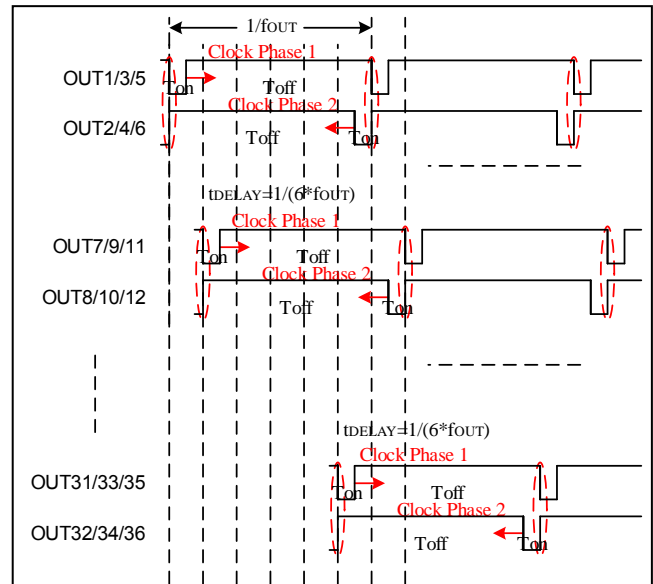 1/fOUT
Clock Phase 1
OUT1/3/5
Ton
Toff
Clock Phase 2
OUT2/4/6
Toff
Ton
tDELAY=1/(6*fOUT)
Clock Phase 1
OUT7/9/11
Ton
Toff
Clock Phase 2
OUT8/10/12
Toff
Ton
tDELAY=1/(6*fOUT)
Clock Phase 1
OUT31/33/35
Ton
Toff
Clock Phase 2
OUT32/34/36
Toff
Ton